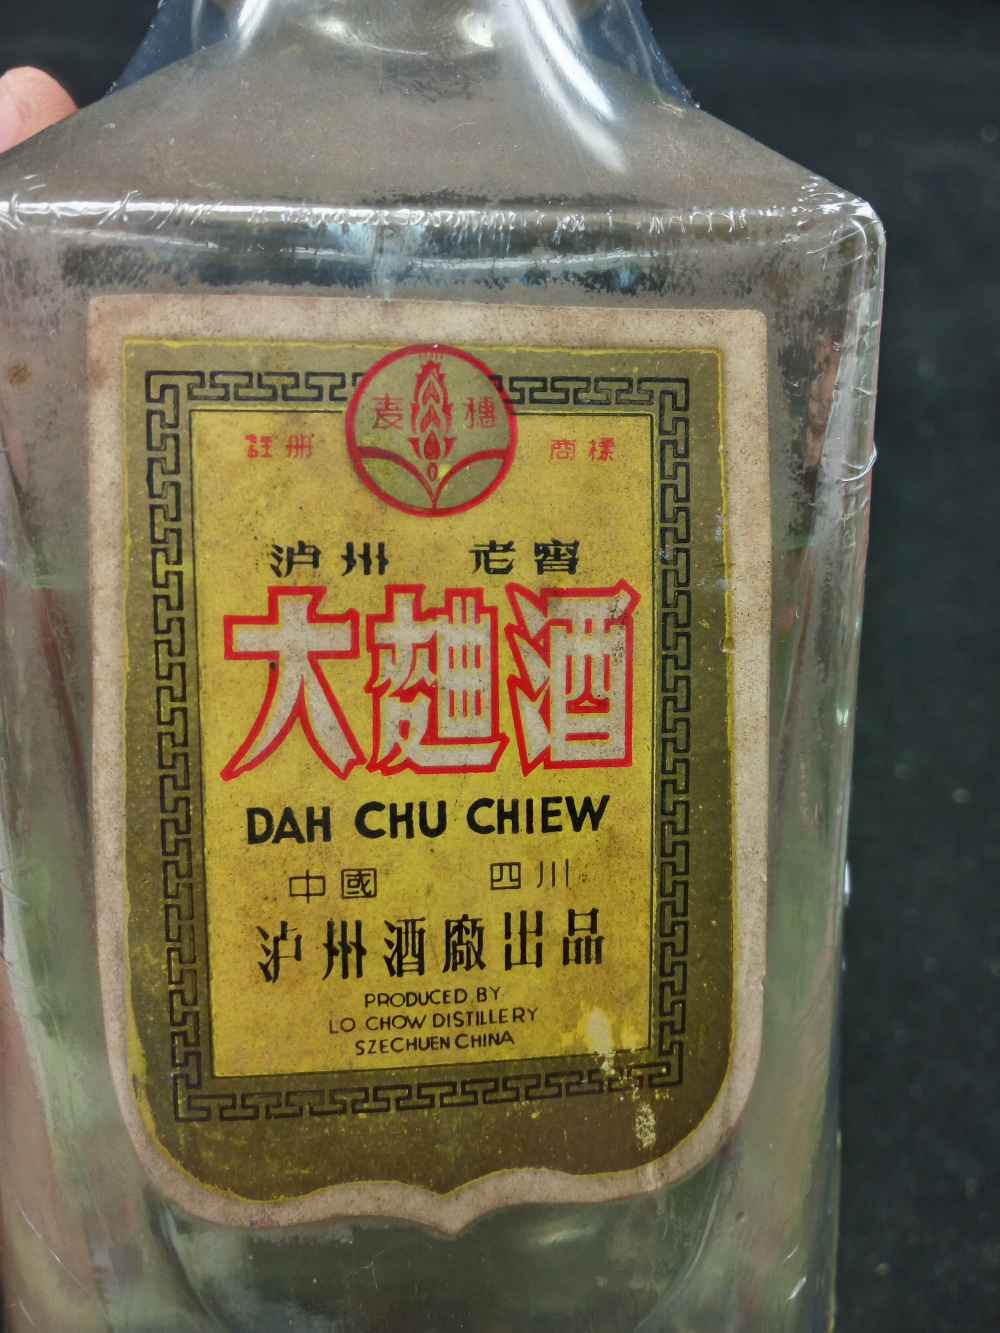 麦穗
註册 商標
泸州 老窖
大麯酒
DAH CHU CHIEW
中國 四川
泸州酒廠出品
PRODUCED BY
LO CHOW DISTILLERY
SZECHUEN CHINA